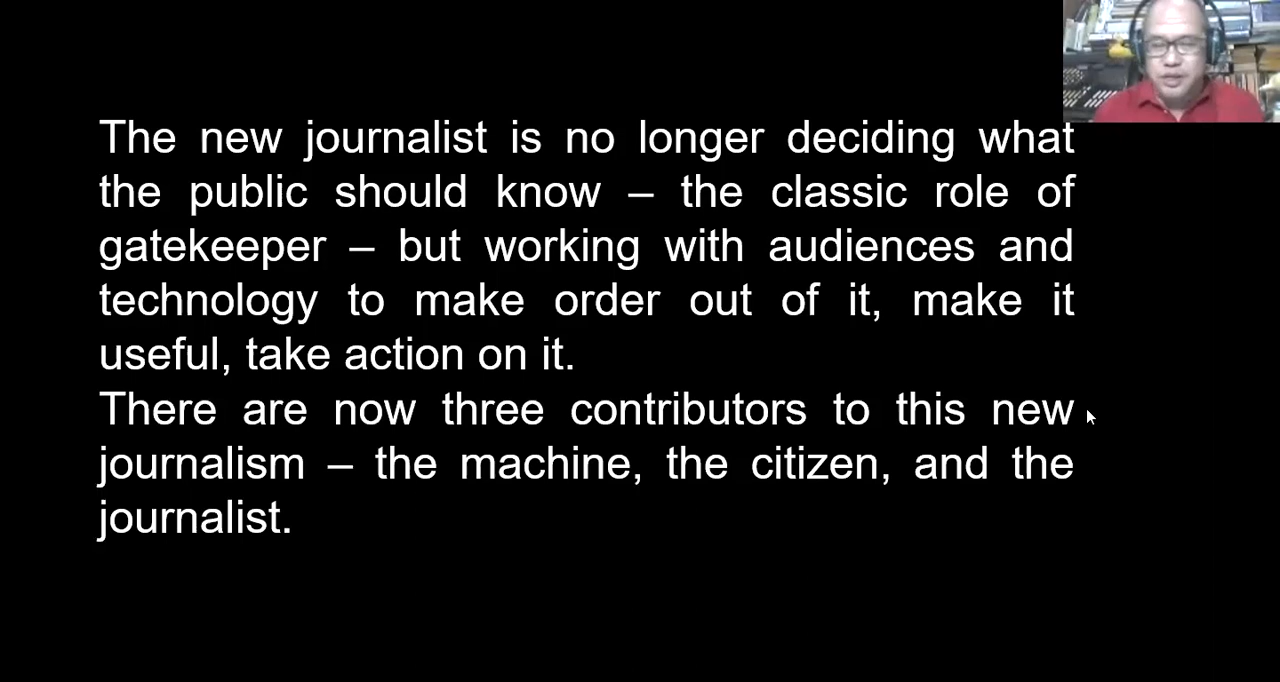 The new journalist is no longer deciding what
the public should know – the classic role of
gatekeeper – but working with audiences and
technology to make order out of it, make it
useful, take action on it.
There are now three contributors to this new
journalism – the machine, the citizen, and the
journalist.